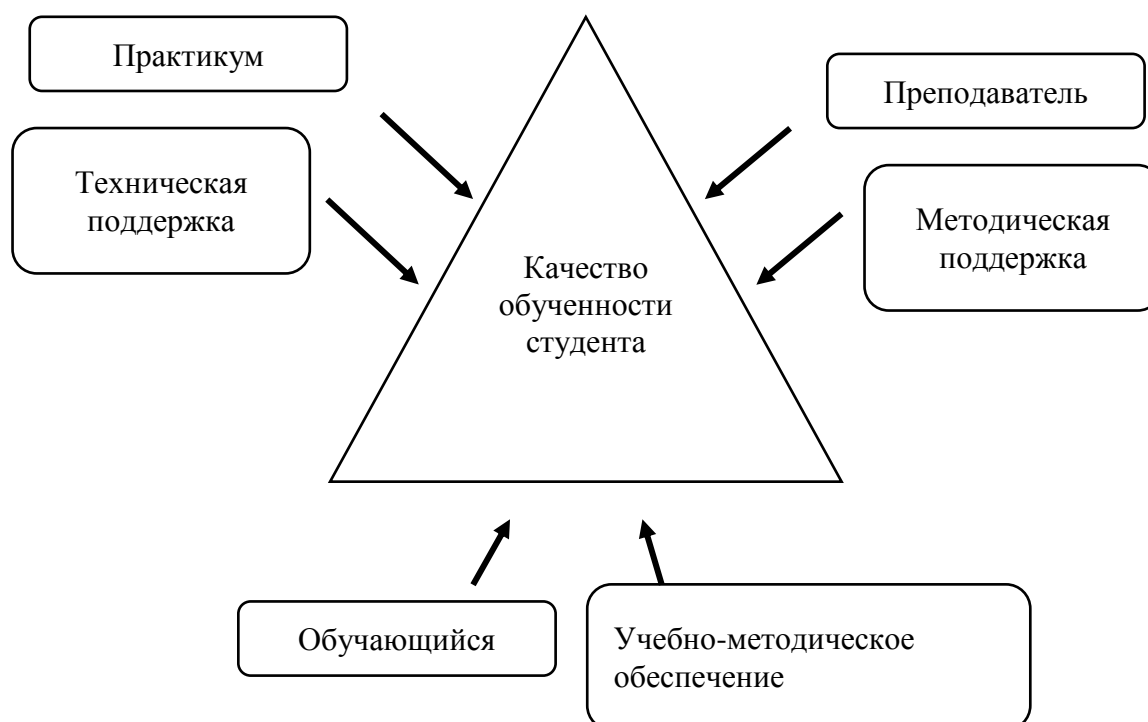 Практикум
Преподаватель
Техническая
поддержка
Методическая
поддержка
Качество
обученности
студента
Обучающийся
Учебно-методическое
обеспечение